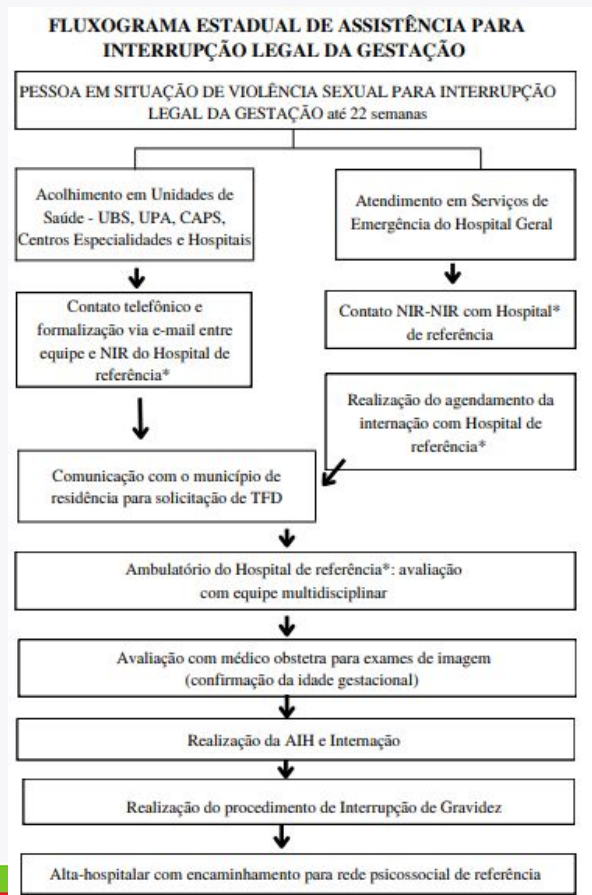 FLUXOGRAMA ESTADUAL DE ASSISTÊNCIA PARA
INTERRUPÇÃO LEGAL DA GESTAÇÃO
PESSOA EM SITUAÇÃO DE VIOLÊNCIA SEXUAL PARA INTERRUPÇÃO
LEGAL DA GESTAÇÃO até 22 semanas
Acolhimento em Unidades de
Saúde - UBS, UPA, CAPS,
Centros Especialidades e Hospitais
Atendimento em Serviços de
Emergência do Hospital Geral
Contato telefônico e
formalização via e-mail entre
equipe e NIR do Hospital de
referência*
Contato NIR-NIR com Hospital*
de referência
Realização do agendamento da
internação com Hospital de
referência*
Comunicação com o município de
residência para solicitação de TFD
Ambulatório do Hospital de referência*: avaliação
com equipe multidisciplinar
Avaliação com médico obstetra para exames de imagem
(confirmação da idade gestacional)
Realização da AIH e Internação
Realização do procedimento de Interrupção de Gravidez
Alta-hospitalar com encaminhamento para rede psicossocial de referência